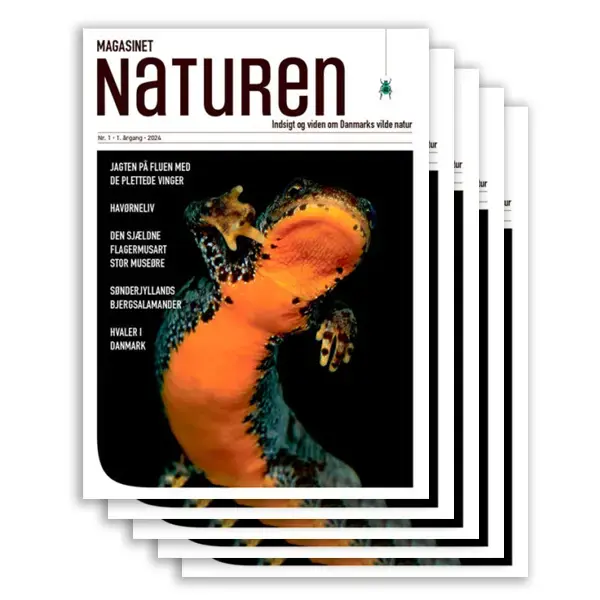 MAGASINET
NaTUREN
Indsigt og viden om Danmarks vilde natur
Nr. 1 - 1. årgang - 2024
JAGTEN PÅ FLUEN MED
DE PLETTEDE VINGER
HAVØRNELIV
DEN SJÆLDNE
FLAGERMUSART
STOR MUSEØRE
SØNDERJYLLANDS
BJERGSALAMANDER
HVALER I
DANMARK